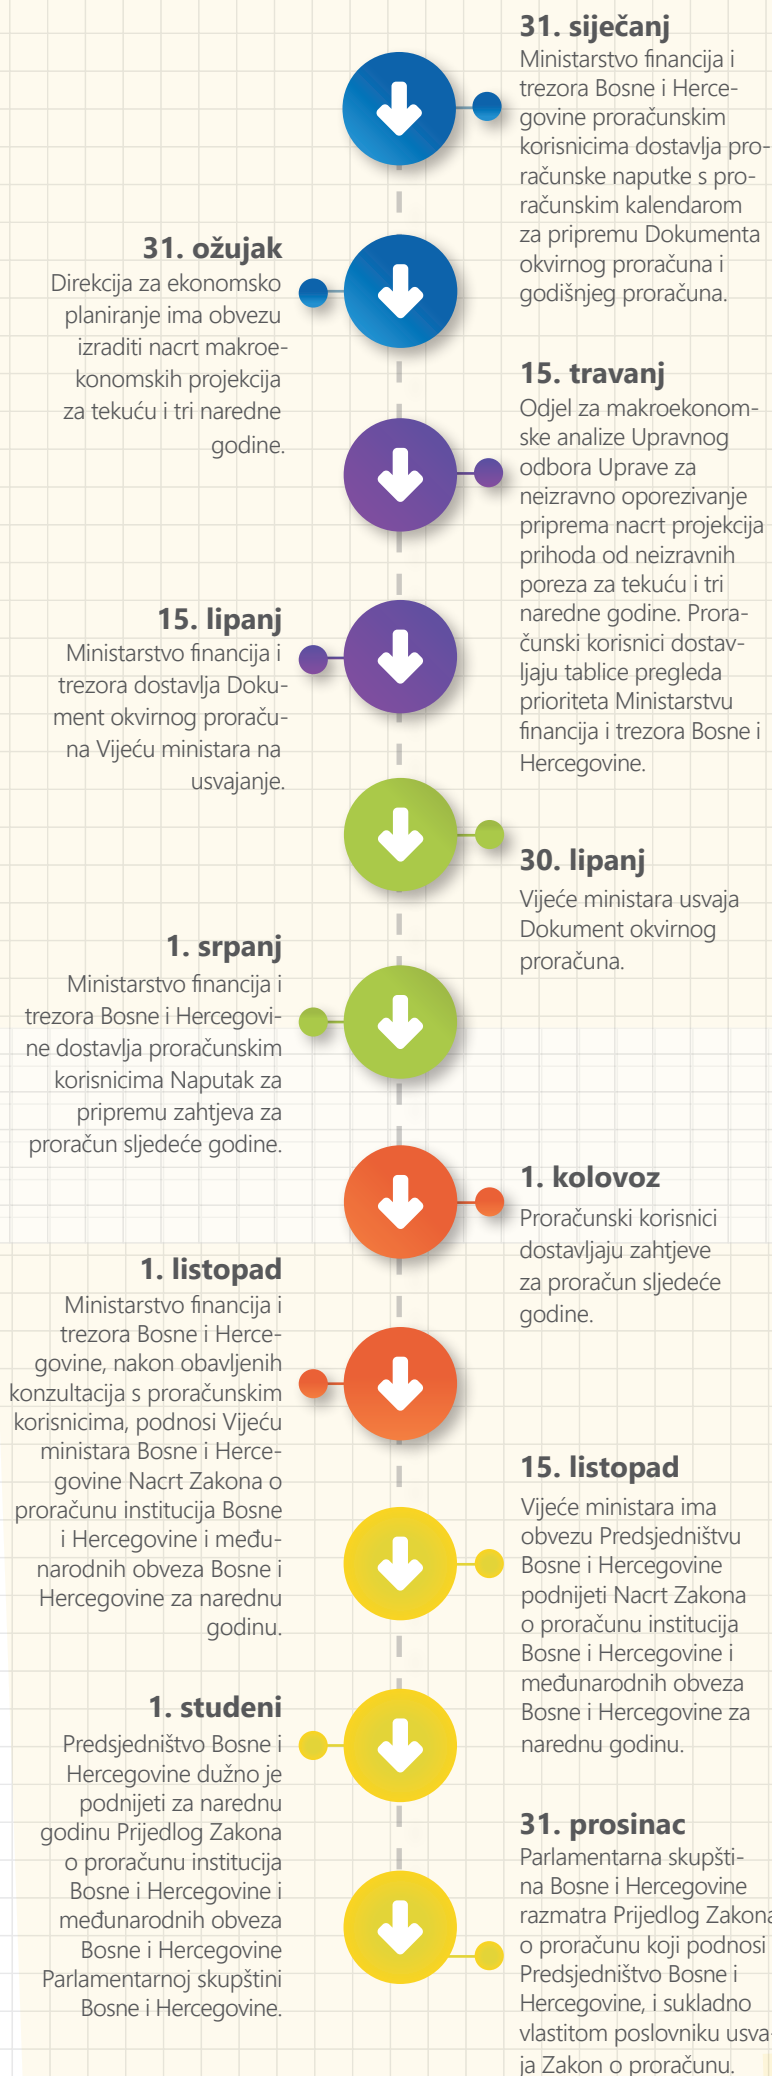 31. siječanj
Ministarstvo financija i
trezora Bosne i Herce-
govine proračunskim
korisnicima dostavlja pro-
računske naputke s pro-
računskim kalendarom
za pripremu Dokumenta
okvirnog proračuna i
godišnjeg proračuna.
31. ožujak
Direkcija za ekonomsko
planiranje ima obvezu
izraditi nacrt makroe-
konomskih projekcija
za tekuću i tri naredne
godine.
15. travanj
Odjel za makroekonom-
ske analize Upravnog
odbora Uprave za
neizravno oporezivanje
priprema nacrt projekcija
prihoda od neizravnih
poreza za tekuću i tri
naredne godine. Prora-
čunski korisnici dostav-
ljaju tablice pregleda
prioriteta Ministarstvu
financija i trezora Bosne i
Hercegovine.
15. lipanj
Ministarstvo financija i
trezora dostavlja Doku-
ment okvirnog proraču-
na Vijeću ministara na
usvajanje.
30. lipanj
Vijeće ministara usvaja
Dokument okvirnog
proračuna.
1. srpanj
Ministarstvo financija i
trezora Bosne i Hercegovi-
ne dostavlja proračunskim
korisnicima Naputak za
pripremu zahtjeva za
proračun sljedeće godine.
1. kolovoz
Proračunski korisnici
dostavljaju zahtjeve
za proračun sljedeće
godine.
1. listopad
Ministarstvo financija i
trezora Bosne i Herce-
govine, nakon obavljenih
konzultacija s proračunskim
korisnicima, podnosi Vijeću
ministara Bosne i Herce-
govine Nacrt Zakona o
proračunu institucija Bosne
i Hercegovine i među-
narodnih obveza Bosne i
Hercegovine za narednu
godinu.
15. listopad
Vijeće ministara ima
obvezu Predsjedništvu
Bosne i Hercegovine
podnijeti Nacrt Zakona
o proračunu institucija
Bosne i Hercegovine i
međunarodnih obveza
Bosne i Hercegovine za
narednu godinu.
1. studeni
Predsjedništvo Bosne i
Hercegovine dužno je
podnijeti za narednu
godinu Prijedlog Zakona
o proračunu institucija
Bosne i Hercegovine i
međunarodnih obveza
Bosne i Hercegovine
Parlamentarnoj skupštini
Bosne i Hercegovine.
31. prosinac
Parlamentarna skupšti-
na Bosne i Hercegovine
razmatra Prijedlog Zakona
o proračunu koji podnosi
Predsjedništvo Bosne i
Hercegovine, i sukladno
vlastitom poslovniku usva-
ja Zakon o proračunu.